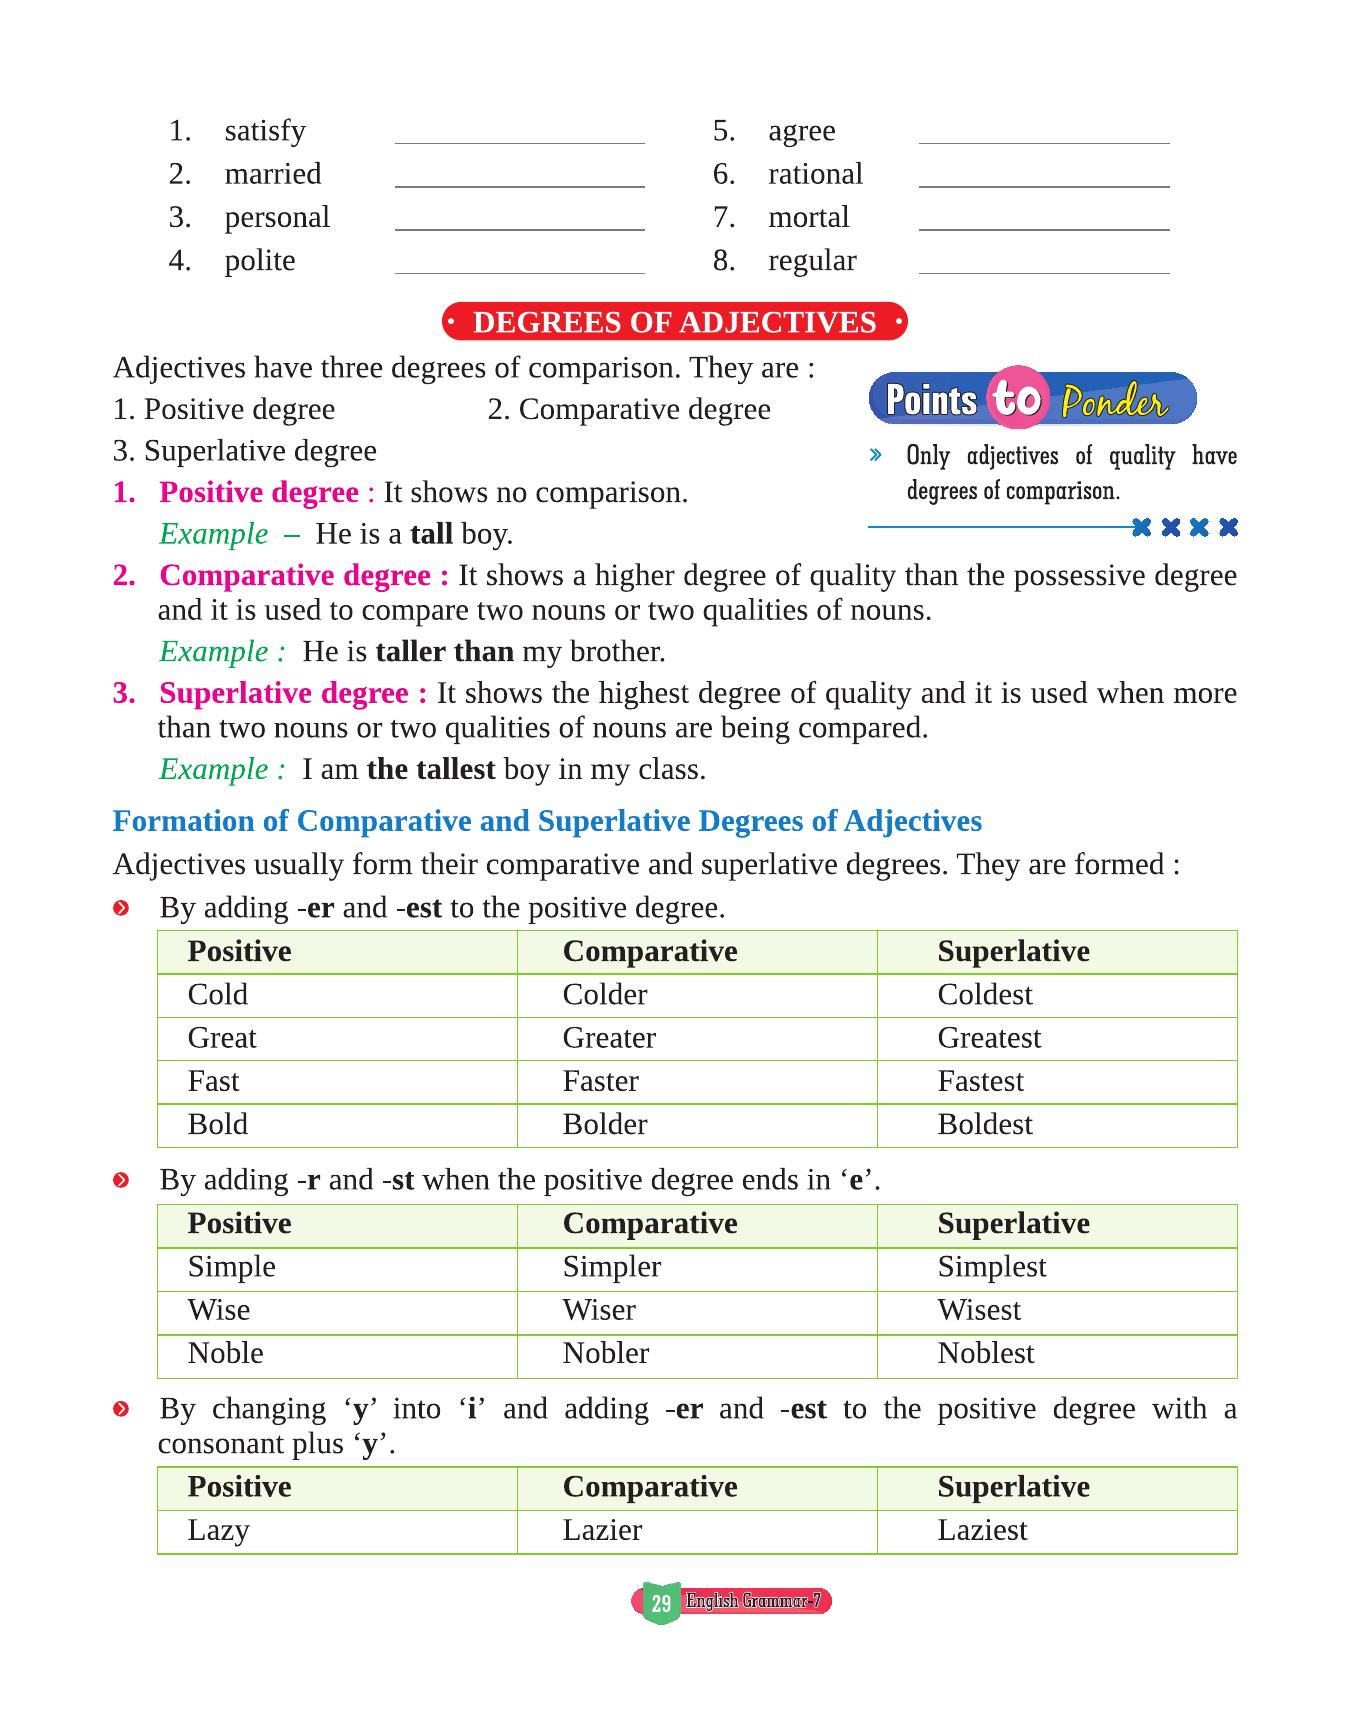 1. satisfy ____________ 5. agree ____________
2. married ____________ 6. rational ____________
3. personal ____________ 7. mortal ____________
4. polite ____________ 8. regular ____________
• DEGREES OF ADJECTIVES •
Adjectives have three degrees of comparison. They are :
1. Positive degree 2. Comparative degree
3. Superlative degree
Points to Ponder
» Only adjectives of quality have
degrees of comparison.
1. Positive degree : It shows no comparison.
Example – He is a tall boy.
2. Comparative degree : It shows a higher degree of quality than the possessive degree
and it is used to compare two nouns or two qualities of nouns.
Example : He is taller than my brother.
3. Superlative degree : It shows the highest degree of quality and it is used when more
than two nouns or two qualities of nouns are being compared.
Example : I am the tallest boy in my class.
Formation of Comparative and Superlative Degrees of Adjectives
Adjectives usually form their comparative and superlative degrees. They are formed :
By adding -er and -est to the positive degree.
Positive Comparative Superlative
Cold Colder Coldest
Great Greater Greatest
Fast Faster Fastest
Bold Bolder Boldest
By adding -r and -st when the positive degree ends in ‘e’.
Positive Comparative Superlative
Simple Simpler Simplest
Wise Wiser Wisest
Noble Nobler Noblest
By changing ‘y’ into ‘i’ and adding -er and -est to the positive degree with a
consonant plus ‘y’.
Positive Comparative Superlative
Lazy Lazier Laziest
29 English Grammar-7